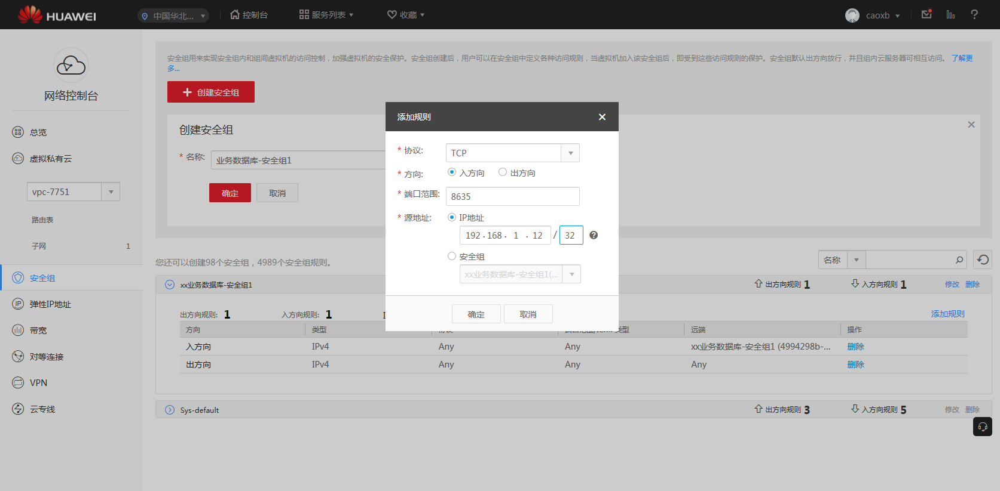 HUAWEI 中国华北... 控制台 服务列表 收藏 caoxb ?
网络控制台
总览
虚拟私有云
vpc-7751
路由表
子网 1
安全组
弹性IP地址
带宽
对等连接
VPN
云专线
安全组用来实现安全组内和组间虚拟机的访问控制，加强虚拟机的安全保护。安全组创建后，用户可以在安全组中定义各种访问规则，当虚拟机加入该安全组后，即受到这些访问规则的保护。安全组默认出方向放行，并且组内云服务器可相互访问。 了解更
多...
创建安全组
创建安全组
* 名称: 业务数据库-安全组1
确定 取消
您还可以创建98个安全组，4989个安全组规则。
名称
xx业务数据库-安全组1 出方向规则 1 入方向规则 1 修改 删除
出方向规则: 1 入方向规则: 1 添加规则
方向 类型 远端 操作
入方向 IPv4 Any Any xx业务数据库-安全组1 (4994298b-... 删除
出方向 IPv4 Any Any Any 删除
Sys-default 出方向规则 3 入方向规则 5 修改 删除
添加规则
* 协议: TCP
* 方向: 入方向 出方向
* 端口范围: 8635
* 源地址: IP地址
192.168. 1 . 12 / 32 ?
安全组
xx业务数据库-安全组1(...
确定 取消